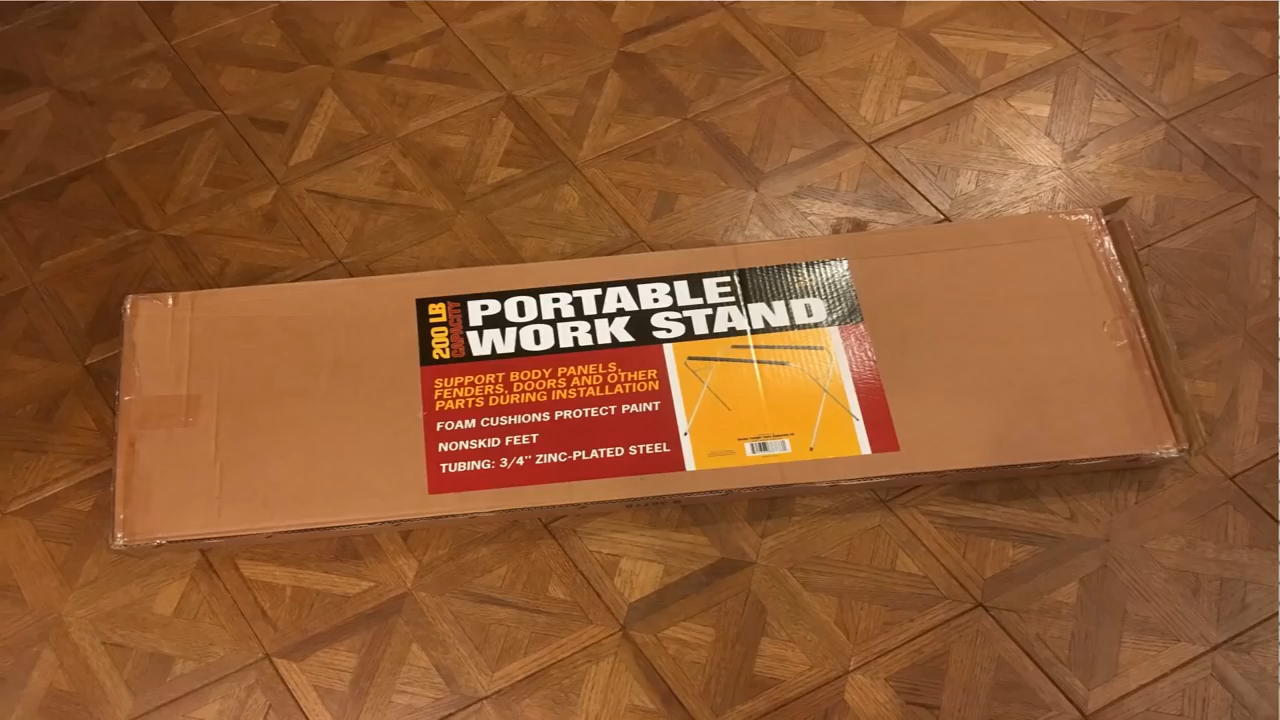 200 LB
CAPACITY
PORTABLE
WORK STAND
SUPPORT BODY PANELS,
FENDERS, DOORS AND OTHER
PARTS DURING INSTALLATION
FOAM CUSHIONS PROTECT PAINT
NONSKID FEET
TUBING: 3/4" ZINC-PLATED STEEL